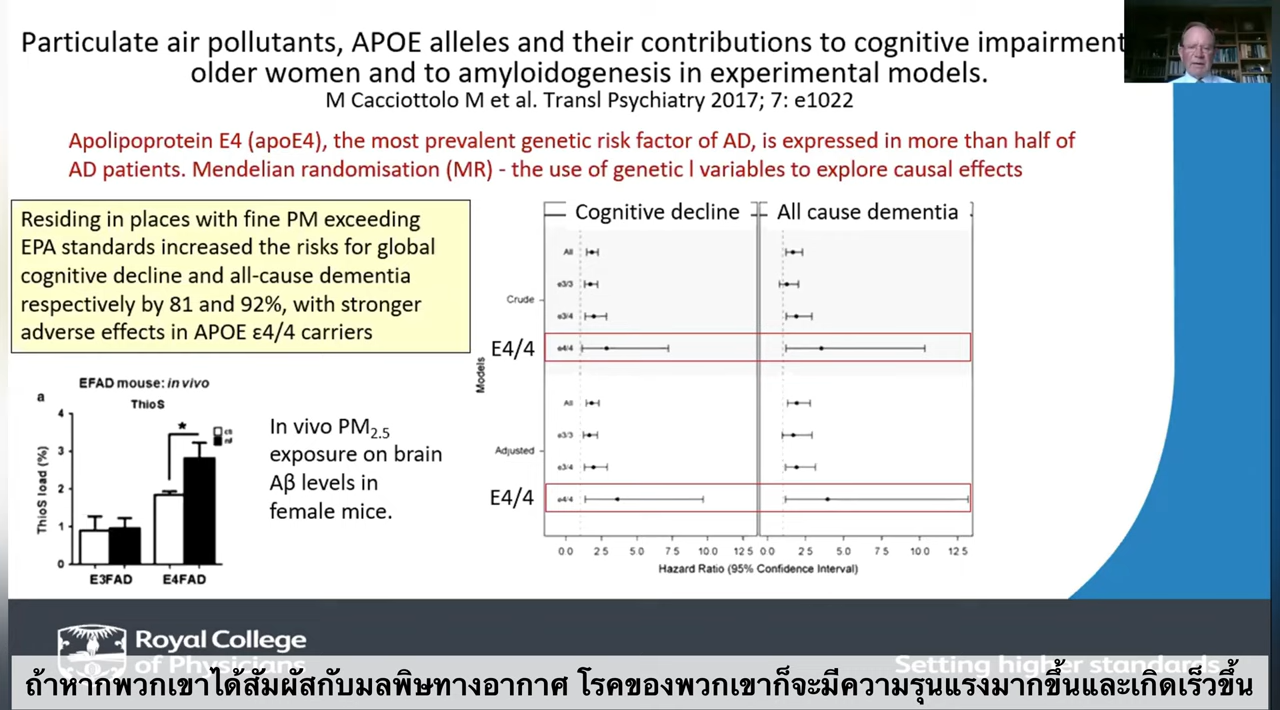 Particulate air pollutants, APOE alleles and their contributions to cognitive impairment
older women and to amyloidogenesis in experimental models.
M Cacciottolo M et al. Transl Psychiatry 2017; 7: e1022
Apolipoprotein E4 (apoE4), the most prevalent genetic risk factor of AD, is expressed in more than half of
AD patients. Mendelian randomisation (MR) - the use of genetic l variables to explore causal effects
Residing in places with fine PM exceeding
EPA standards increased the risks for global
cognitive decline and all-cause dementia
respectively by 81 and 92%, with stronger
adverse effects in APOE ε4/4 carriers
EFAD mouse: in vivo
a
ThioS
4
3
2
1
0
ThioS load (%)
*
E3FAD E4FAD
In vivo PM2.5
exposure on brain
Aβ levels in
female mice.
Cognitive decline
All cause dementia
Models
Crude
All
e3/3
e3/4
E4/4
e4/4
Adjusted
All
e3/3
e3/4
E4/4
e4/4
0 0 2 5 5 0 7 5 10 0 12 5 0 0 2 5 5 0 7 5 10 0 12 5
Hazard Ratio (95% Confidence Interval)
Royal College
of Physicians
Setting higher standards
ถ้าหากพวกเขาได้สัมผัสกับมลพิษทางอากาศ โรคของพวกเขาก็จะมีความรุนแรงมากขึ้นและเกิดเร็วขึ้น